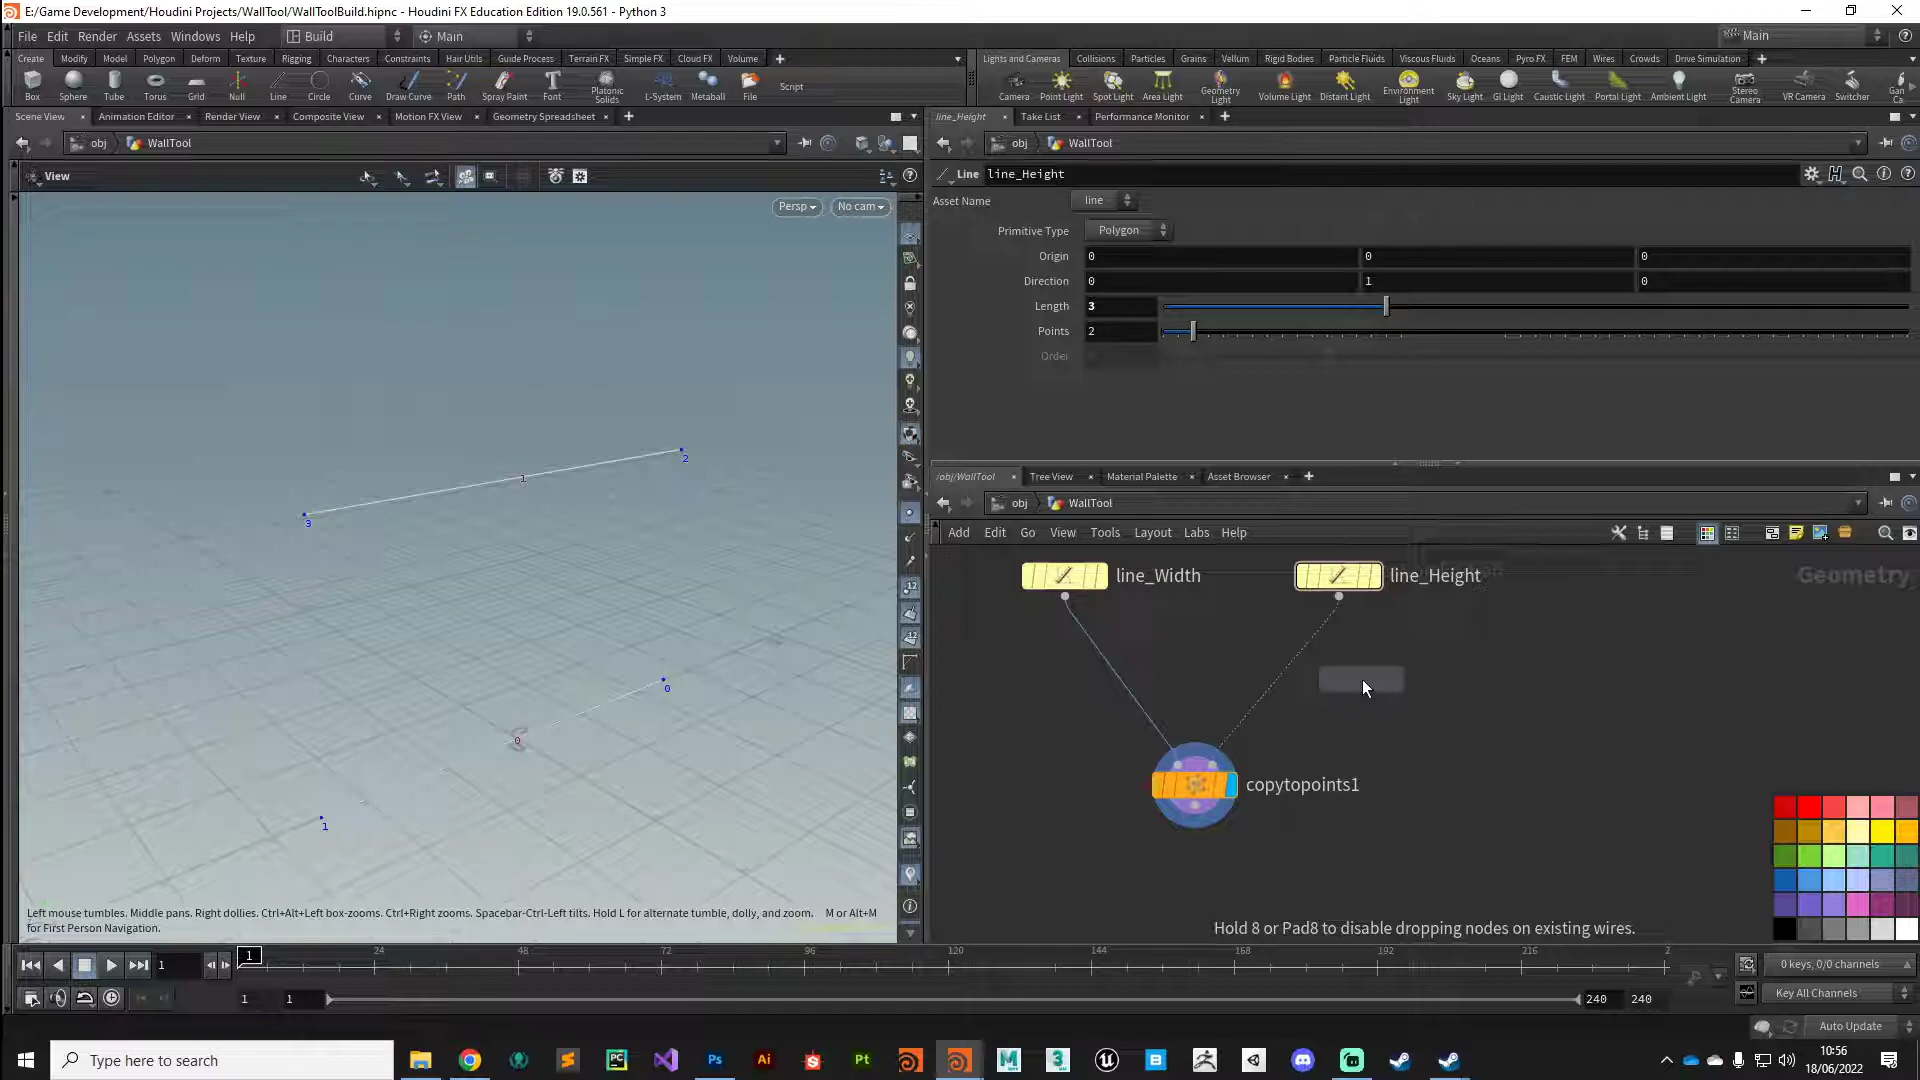 E:/Game Development/Houdini Projects/WallTool/WallToolBuild.hipnc - Houdini FX Education Edition 19.0.561 - Python 3
File Edit Render Assets Windows Help Build Main Main
Create Modify Model Polygon Deform Texture Rigging Characters Constraints Hair Utils Guide Process Terrain FX Simple FX Cloud FX Volume
Lights and Cameras Collisions Particles Grains Vellum Rigid Bodies Particle Fluids Viscous Fluids Oceans Pyro FX FEM Wires Crowds Drive Simulation
Box Sphere Tube Torus Grid Null Line Circle Curve Draw Curve Path Spray Paint Font Platonic Solids L-System Metaball File Script
Camera Point Light Spot Light Area Light Geometry Light Volume Light Distant Light Environment Light Sky Light GI Light Caustic Light Portal Light Ambient Light Stereo Camera VR Camera Switcher
Scene View Animation Editor Render View Composite View Motion FX View Geometry Spreadsheet
line_Height Take List Performance Monitor
obj WallTool
obj WallTool
View
Persp No cam
Line line_Height
Asset Name line
Primitive Type Polygon
Origin 0 0 0
Direction 0 1 0
Length 3
Points 2
Order
2
1
3
0
0
1
/obj/WallTool Tree View Material Palette Asset Browser
obj WallTool
Add Edit Go View Tools Layout Labs Help
line_Width line_Height Geometry
copytopoints1
Hold 8 or Pad8 to disable dropping nodes on existing wires.
Left mouse tumbles. Middle pans. Right dollies. Ctrl+Alt+Left box-zooms. Ctrl+Right zooms. Spacebar-Ctrl-Left tilts. Hold L for alternate tumble, dolly, and zoom. M or Alt+M
for First Person Navigation.
1 1 24 48 72 96 120 144 168 192 216 2
0 keys, 0/0 channels
1 1 240 240
Key All Channels
Auto Update
Type here to search
10:56
18/06/2022